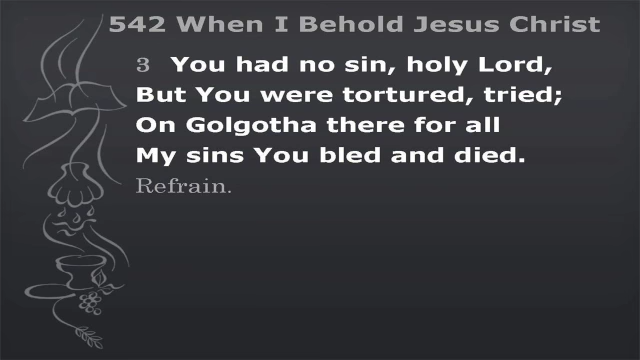 542 When I Behold Jesus Christ
3 You had no sin, holy Lord,
But You were tortured, tried;
On Golgotha there for all
My sins You bled and died.
Refrain.